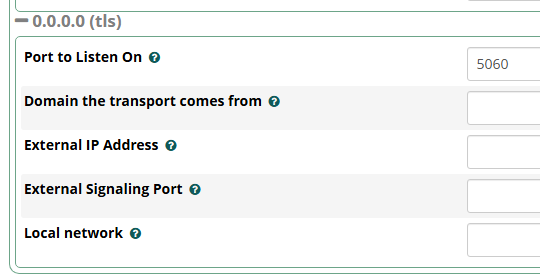 0.0.0.0 (tls)
Port to Listen On
5060
Domain the transport comes from
External IP Address
External Signaling Port
Local network